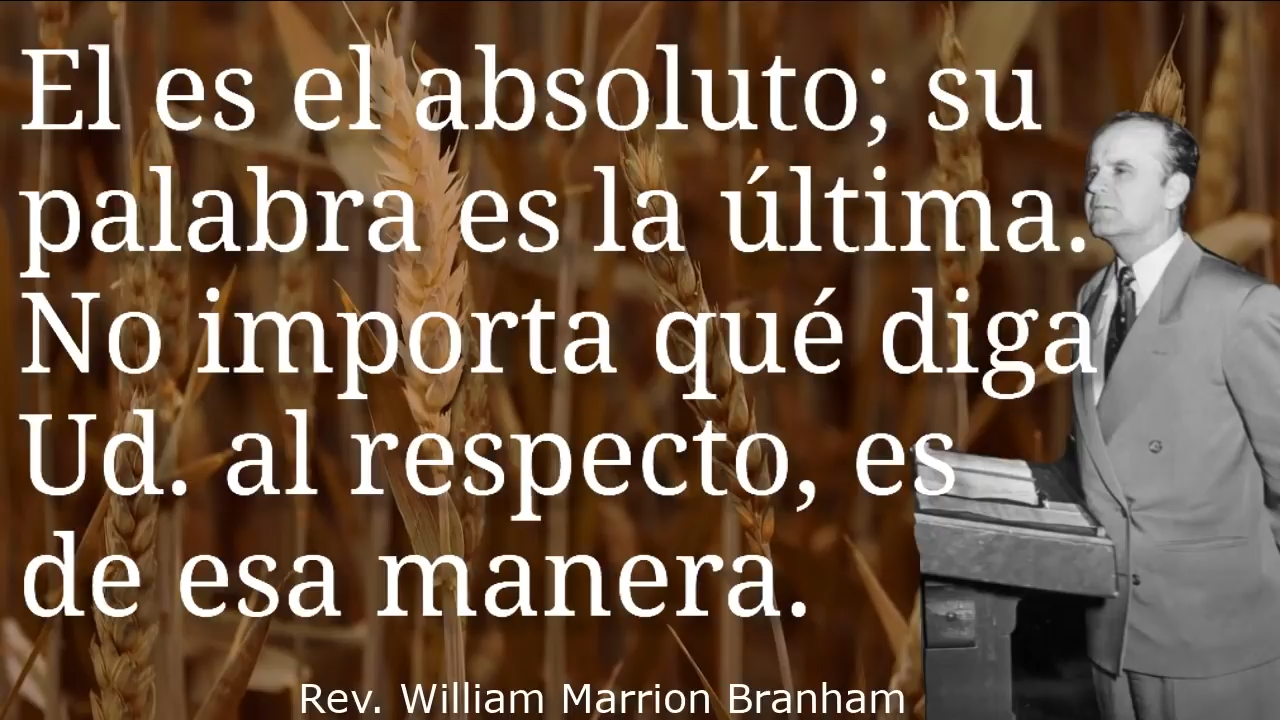 El es el absoluto; su
palabra es la última.
No importa qué diga
Ud. al respecto, es
de esa manera.
Rev. William Marrion Branham